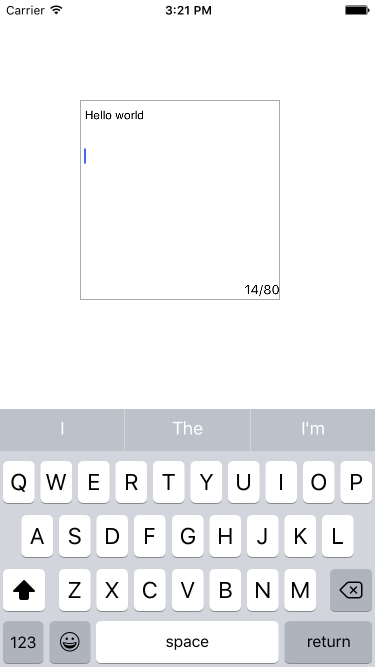 Carrier 3:21 PM
Hello world
14/80
I The I'm
Q W E R T Y U I O P
A S D F G H J K L
Z X C V B N M
123 space return